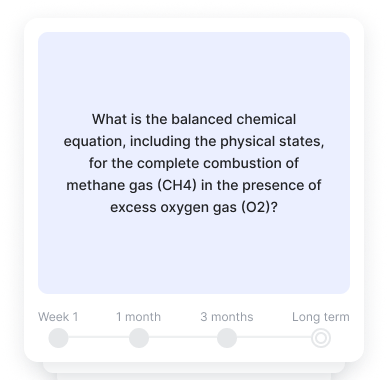 What is the balanced chemical
equation, including the physical states,
for the complete combustion of
methane gas (CH4) in the presence of
excess oxygen gas (O2)?
Week 1 1 month 3 months Long term